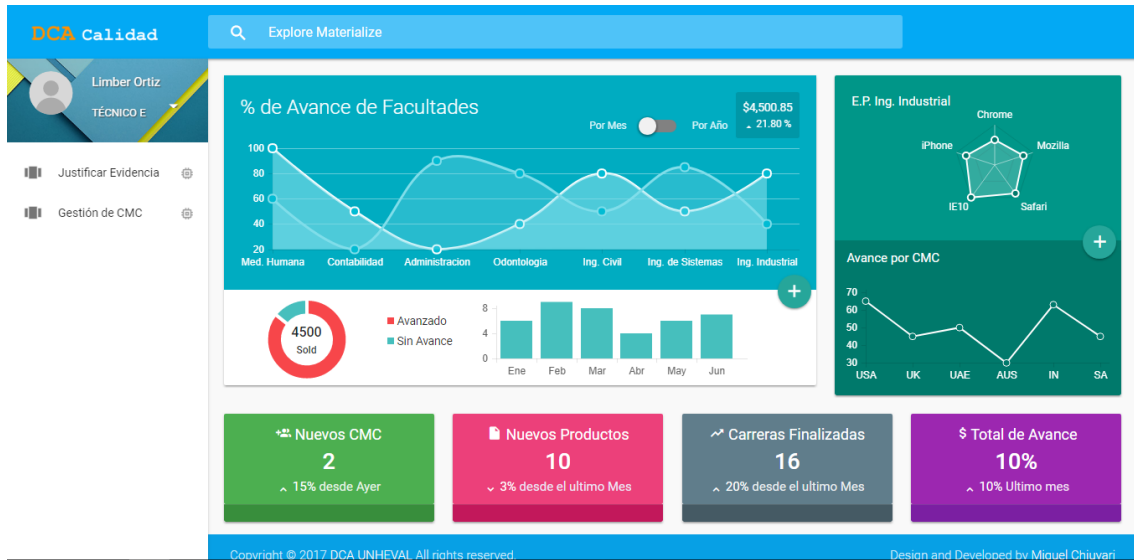 DCA Calidad
Explore Materialize
Limber Ortiz
TÉCNICO E
Justificar Evidencia
Gestión de CMC
% de Avance de Facultades
Por Mes
Por Año
$4,500.85
21.80 %
100
80
60
40
20
Med. Humana Contabilidad Administracion Odontologia Ing. Civil Ing. de Sistemas Ing. Industrial
4500
Sold
Avanzado
Sin Avance
8
4
0
Ene Feb Mar Abr May Jun
E.P. Ing. Industrial
Chrome
iPhone Mozilla
IE10 Safari
Avance por CMC
70
60
50
40
30
USA UK UAE AUS IN SA
Nuevos CMC
2
15% desde Ayer
Nuevos Productos
10
3% desde el ultimo Mes
Carreras Finalizadas
16
20% desde el ultimo Mes
$ Total de Avance
10%
10% Ultimo mes
Copyright © 2017 DCA UNHEVAL All rights reserved.
Design and Developed by Miguel Chiuvari